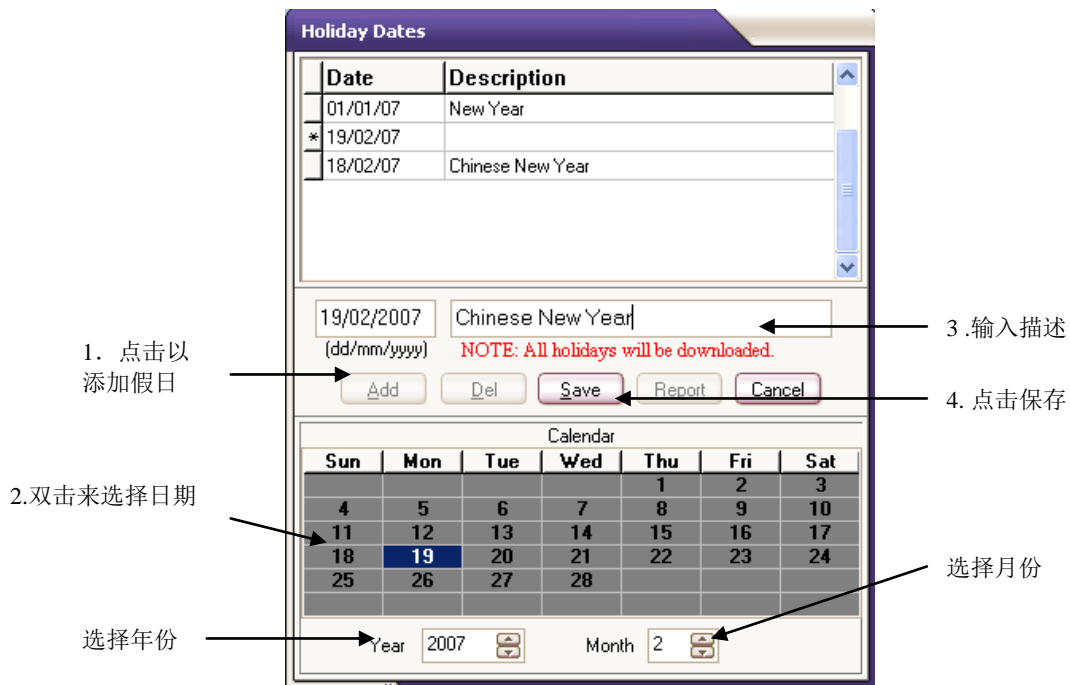 Holiday Dates
Date Description
01/01/07 New Year
* 19/02/07
18/02/07 Chinese New Year
19/02/2007 Chinese New Year
3 .输入描述
(dd/mm/yyyy) NOTE: All holidays will be downloaded.
1. 点击以
添加假日
Add Del Save Report Cancel
4. 点击保存
Calendar
Sun Mon Tue Wed Thu Fri Sat
1 2 3
2.双击来选择日期
4 5 6 7 8 9 10
11 12 13 14 15 16 17
18 19 20 21 22 23 24
25 26 27 28
选择月份
选择年份
Year 2007 Month 2